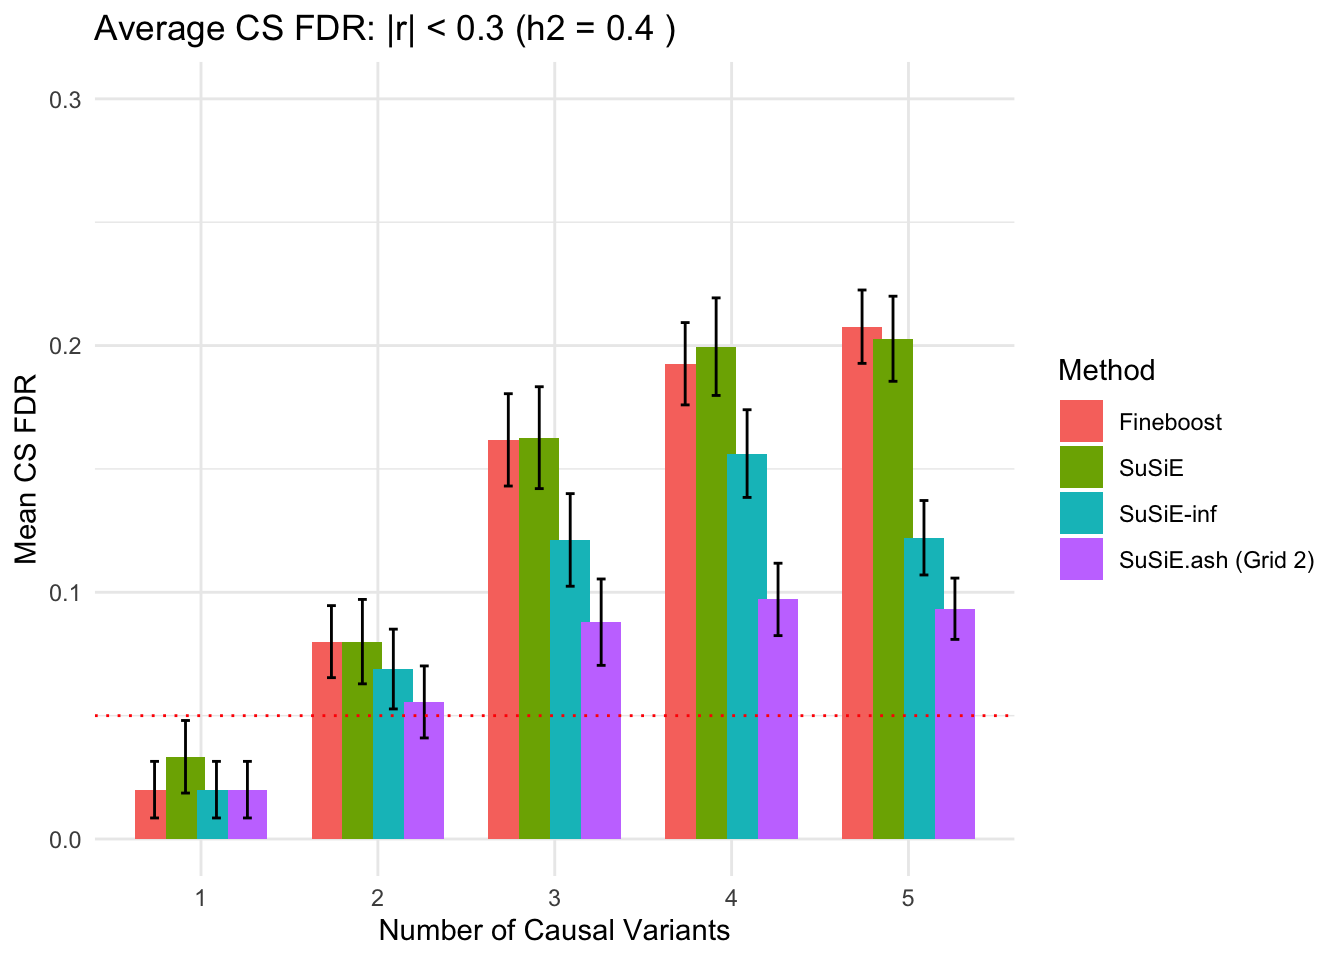 Average CS FDR: |r| < 0.3 (h2 = 0.4 )
Mean CS FDR
0.3
0.2
0.1
0.0
1 2 3 4 5
Number of Causal Variants
Method
Fineboost
SuSiE
SuSiE-inf
SuSiE.ash (Grid 2)